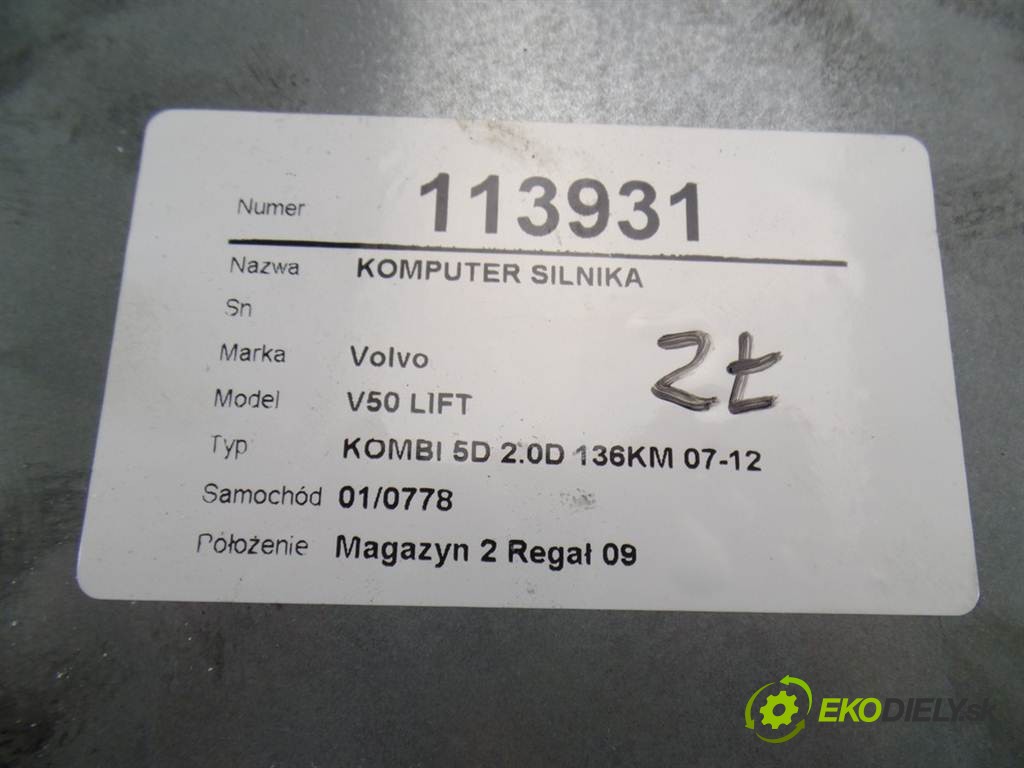 Numer 113931
Nazwa KOMPUTER SILNIKA
Sn
Marka Volvo
Model V50 LIFT
Typ KOMBI 5D 2.0D 136KM 07-12
Samochód 01/0778
Położenie Magazyn 2 Regał 09
EKODIELY.sk